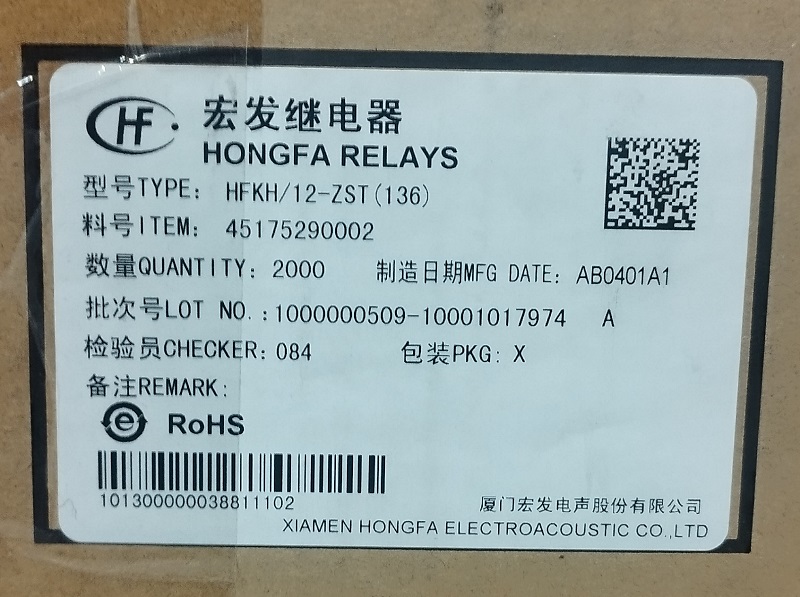 HF
宏发继电器
HONGFA RELAYS
型号TYPE: HFKH/12-ZST(136)
料号ITEM: 45175290002
数量QUANTITY: 2000 制造日期MFG DATE: AB0401A1
批次号LOT NO.:1000000509-10001017974 A
检验员CHECKER: 084 包装PKG: X
备注REMARK:
e RoHS
101300000038811102
厦门宏发电声股份有限公司
XIAMEN HONGFA ELECTROACOUSTIC CO.,LTD